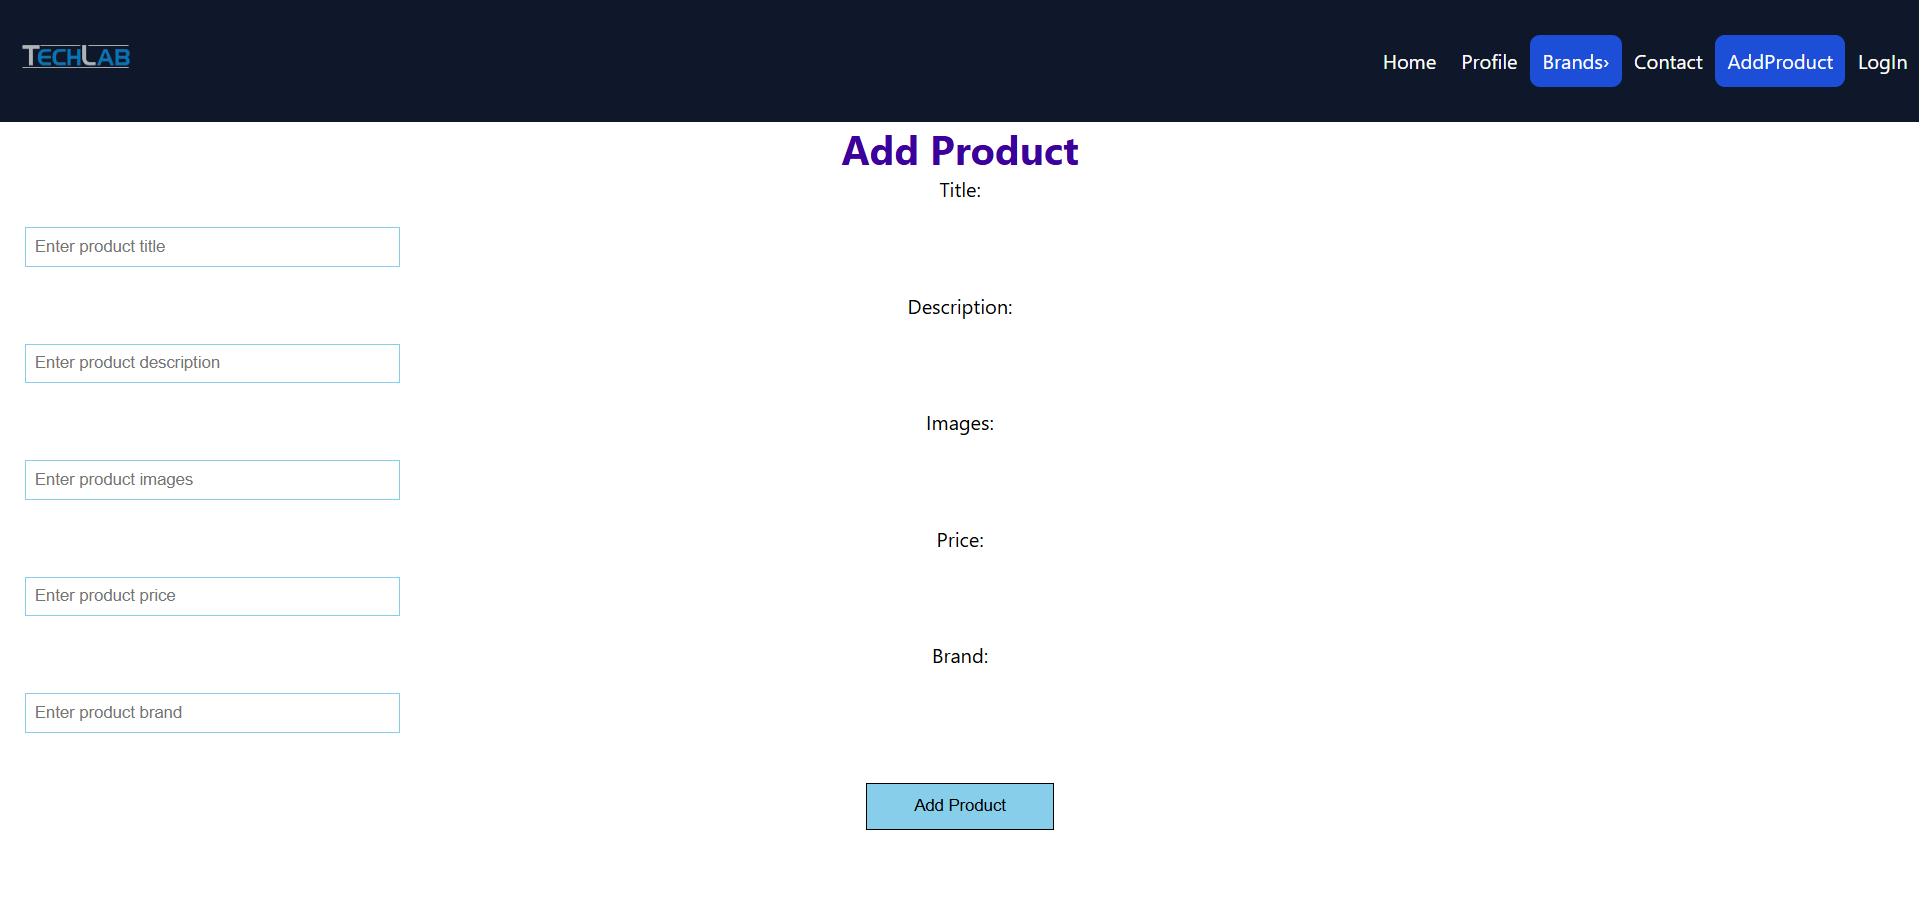 TECHLAB
Home Profile Brands› Contact AddProduct LogIn
Add Product
Title:
Enter product title
Description:
Enter product description
Images:
Enter product images
Price:
Enter product price
Brand:
Enter product brand
Add Product